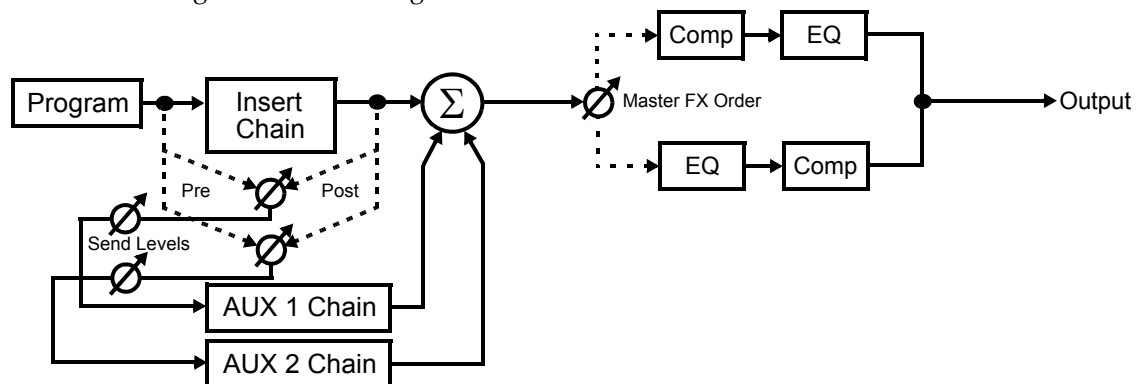 Program
Insert
Chain
Σ
Comp
EQ
Master FX Order
Output
EQ
Comp
Pre
Post
Send Levels
AUX 1 Chain
AUX 2 Chain